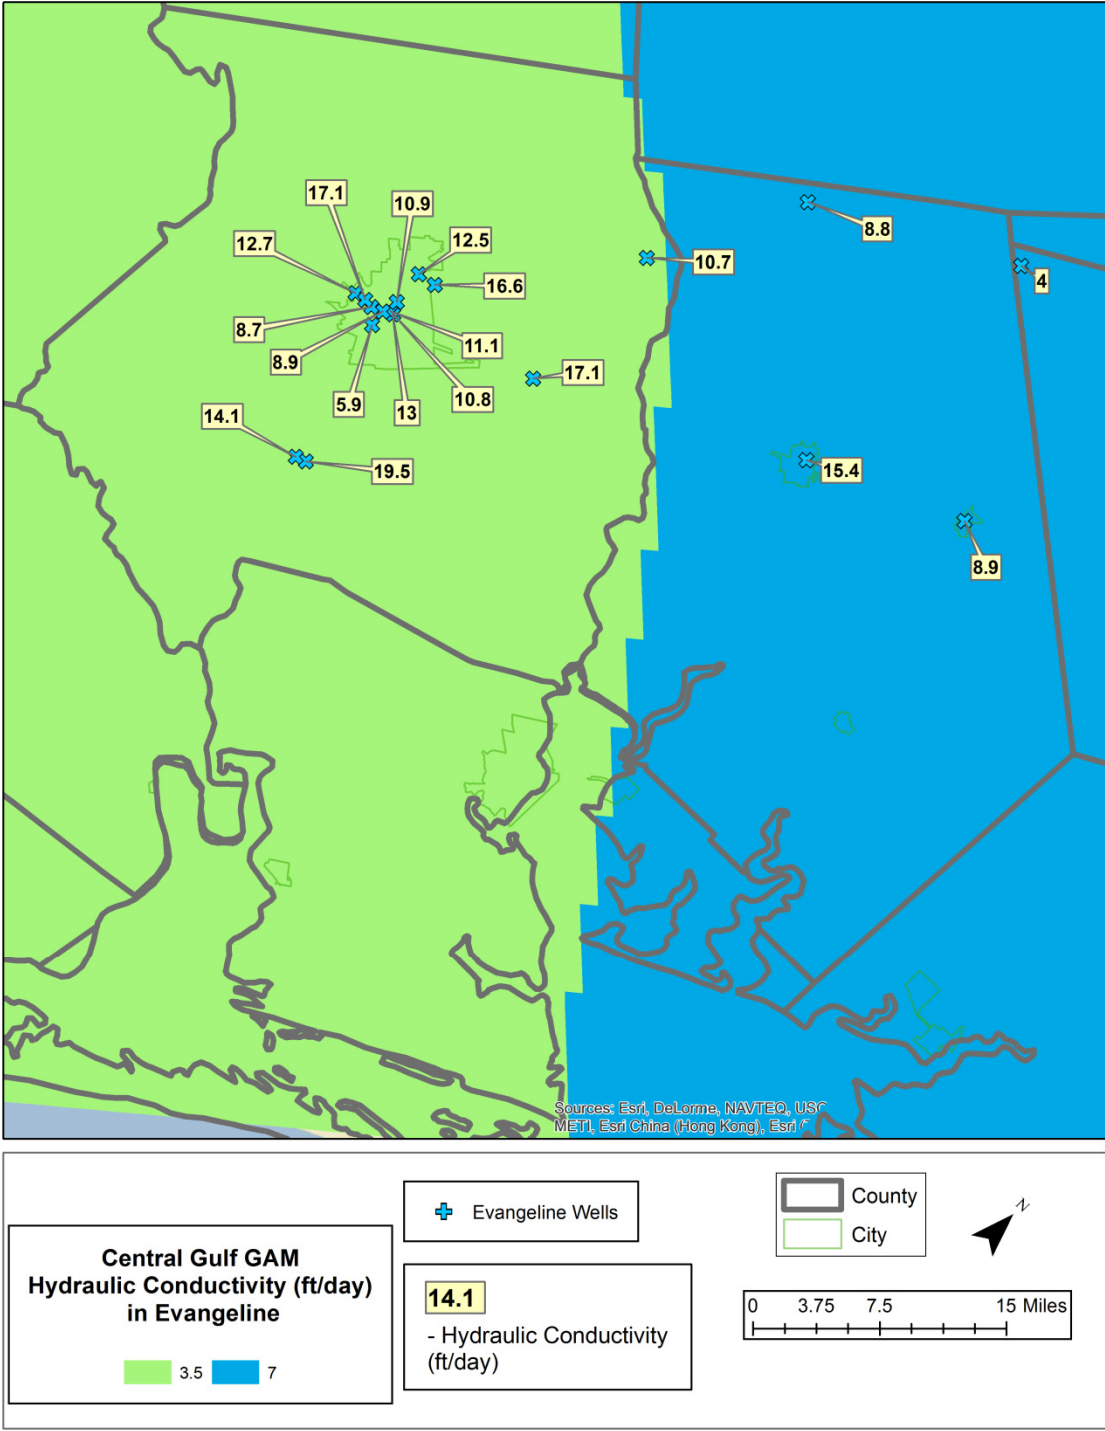 17.1
10.9
12.7
12.5
8.8
10.7
16.6
4
8.7
11.1
8.9
17.1
5.9
13
10.8
14.1
19.5
15.4
8.9
Sources: Esri, DeLorme, NAVTEQ, USG
METI, Esri China (Hong Kong), Esri (
Central Gulf GAM
Hydraulic Conductivity (ft/day)
in Evangeline
3.5 7
Evangeline Wells
14.1
- Hydraulic Conductivity
(ft/day)
County
City
N
0 3.75 7.5 15 Miles